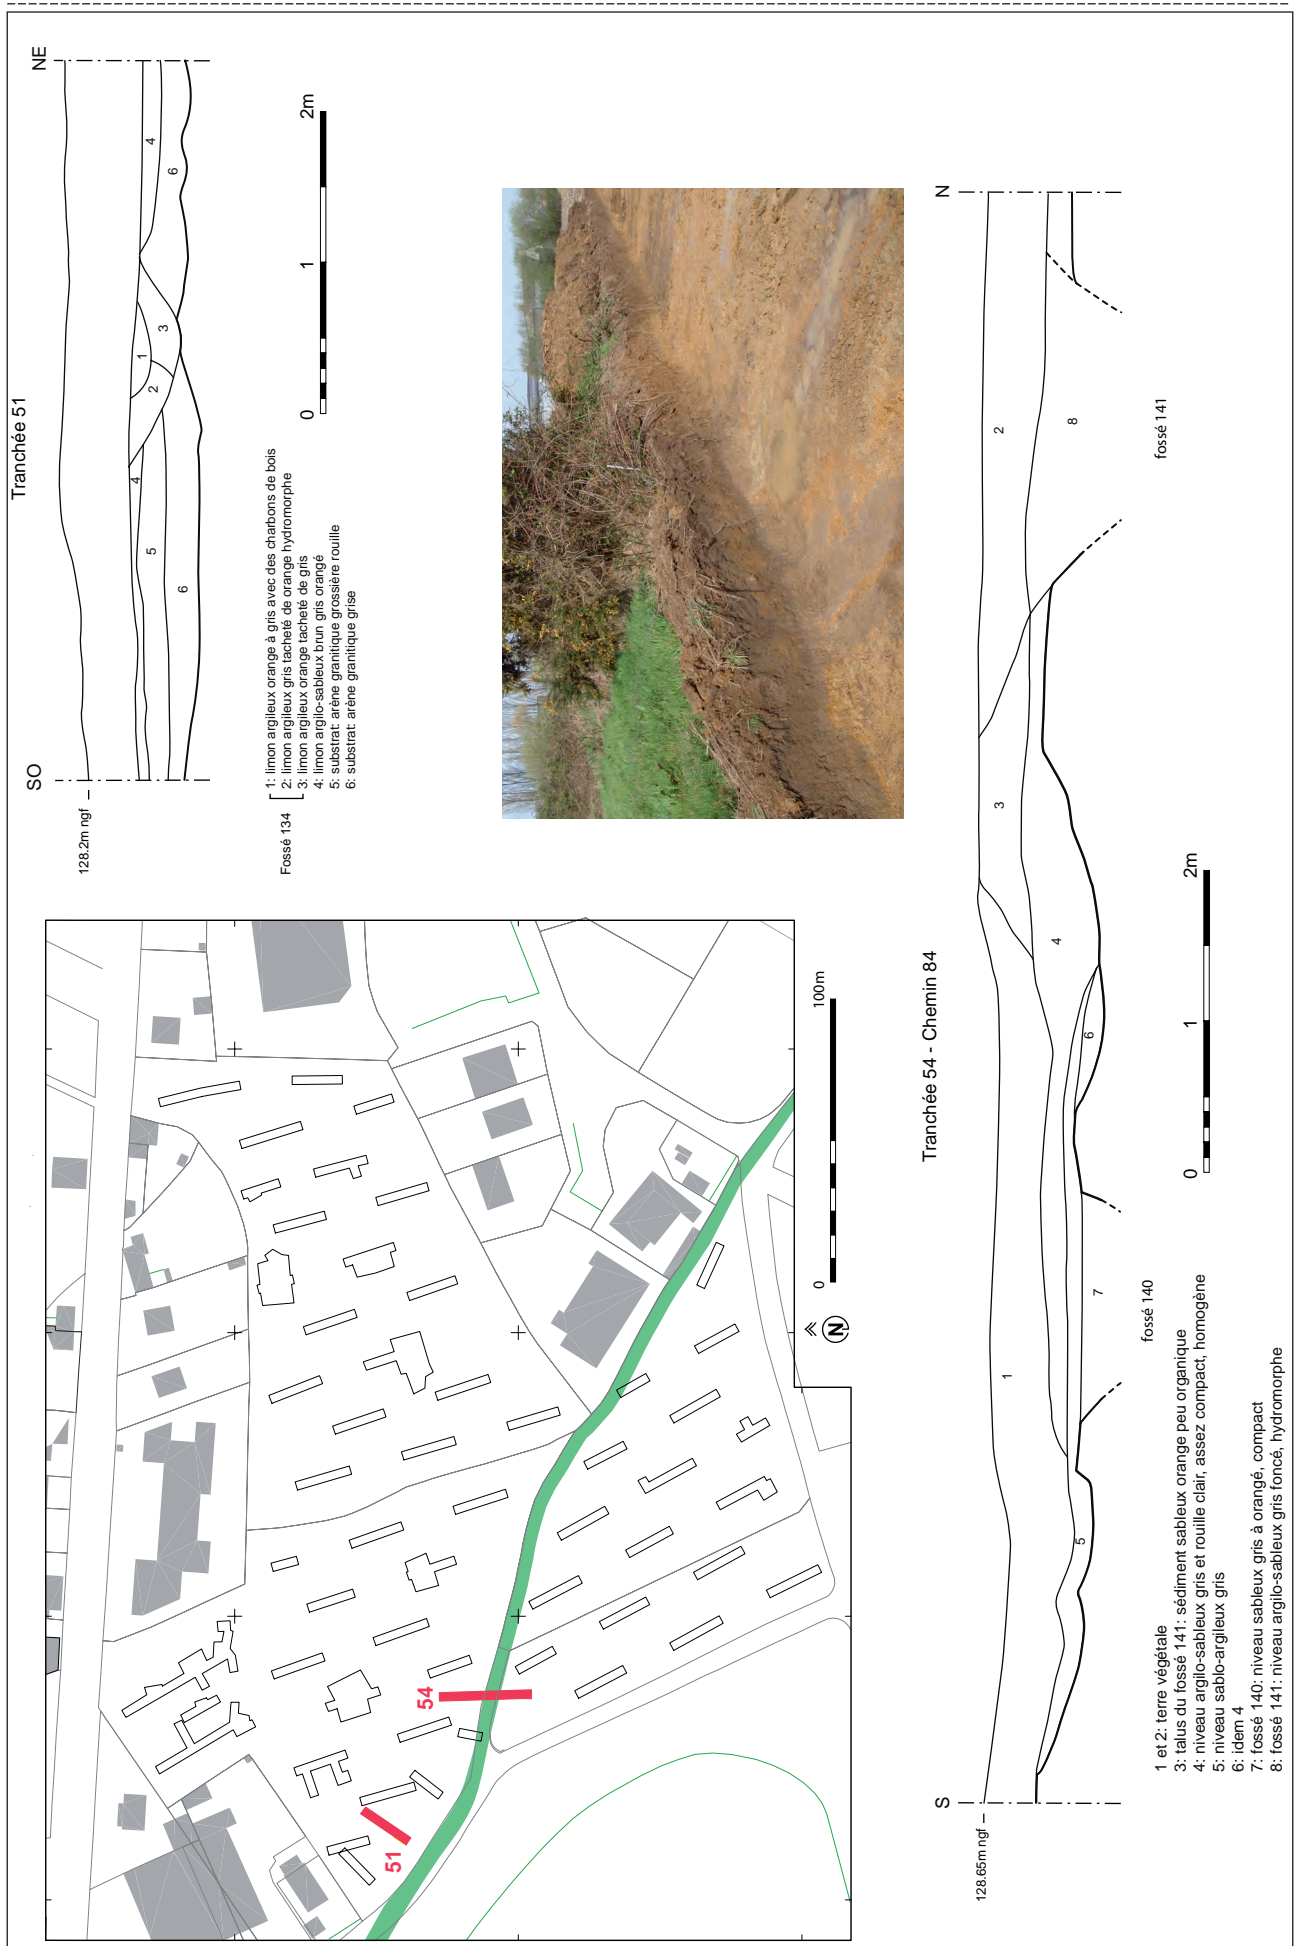 Tranchée 51
SO
NE
128.2m ngf
4
5
6
2
1
3
4
6
Fossé 134
1: limon argileux orange à gris avec des charbons de bois
2: limon argileux gris tacheté de orange hydromorphe
3: limon argileux orange tacheté de gris
4: limon argilo-sableux brun gris orangé
5: substrat: arène granitique grossière rouille
6: substrat: arène granitique grise
0
1
2m
51
54
N
0
100m
Tranchée 54 - Chemin 84
S
N
128.65m ngf
1
2
3
4
5
6
7
8
fossé 140
fossé 141
0
1
2m
1 et 2: terre végétale
3: talus du fossé 141: sédiment sableux orange peu organique
4: niveau argilo-sableux gris et rouille clair, assez compact, homogène
5: niveau sablo-argileux gris
6: idem 4
7: fossé 140: niveau sableux gris à orangé, compact
8: fossé 141: niveau argilo-sableux gris foncé, hydromorphe